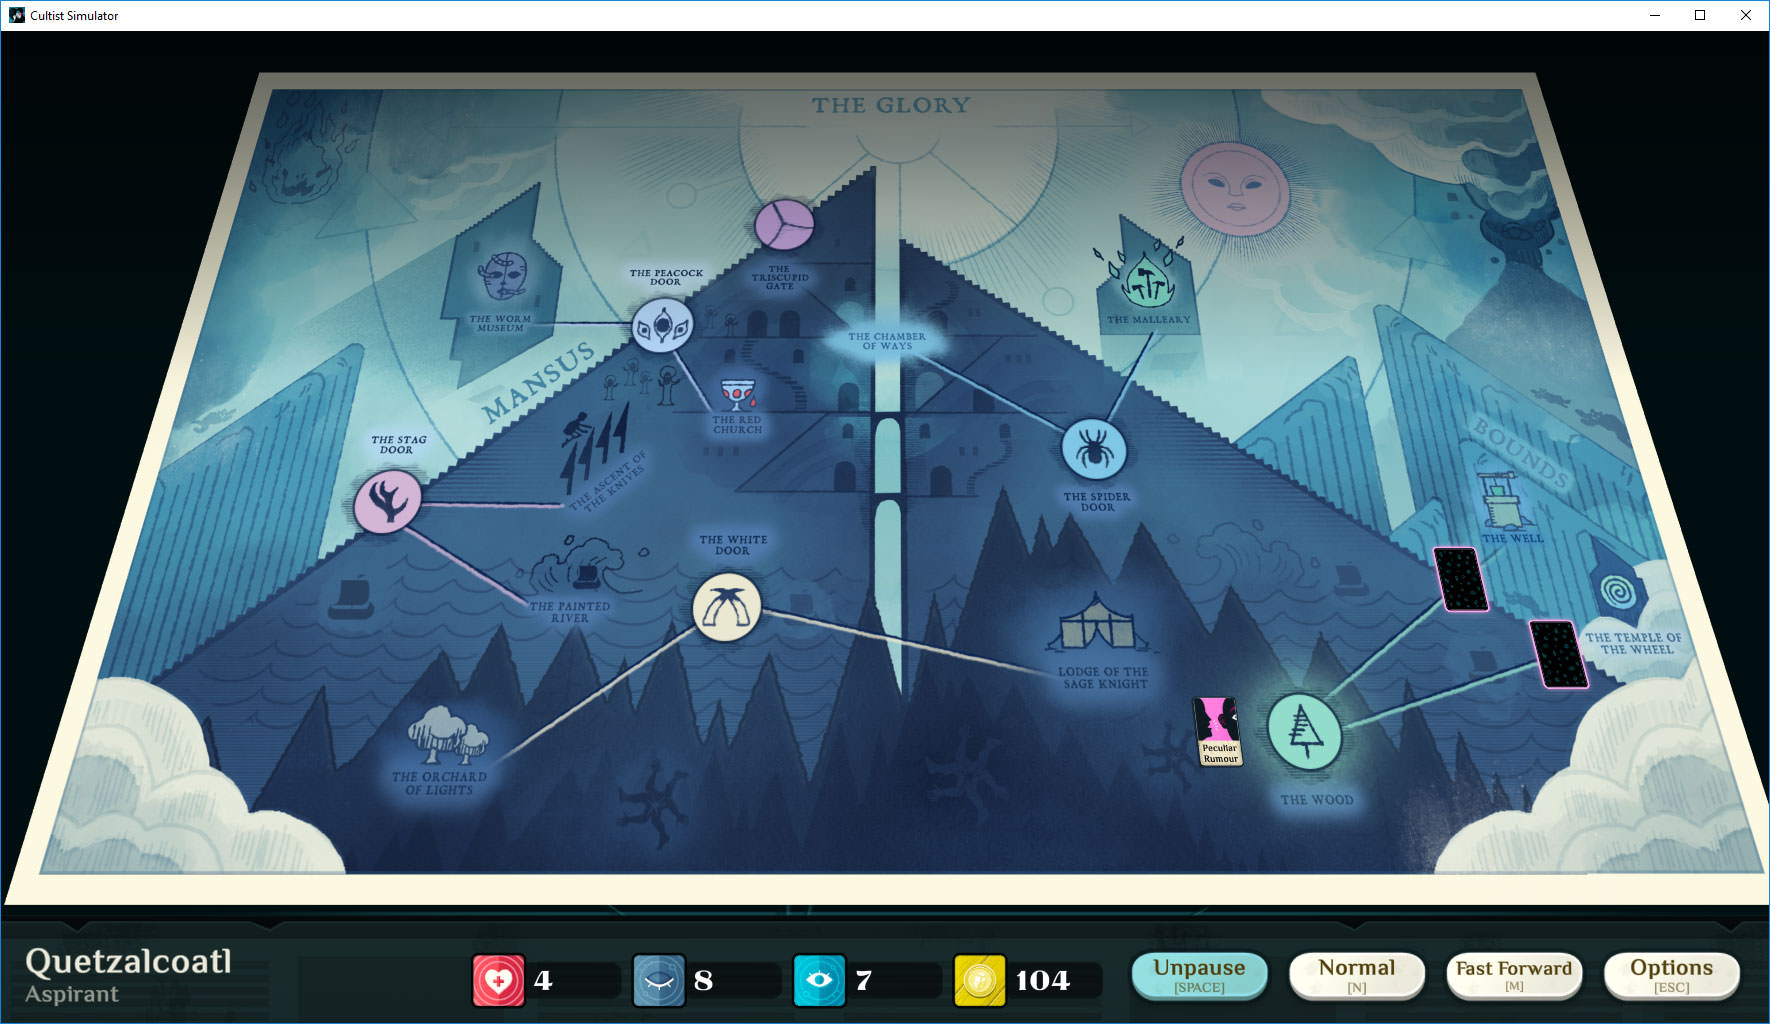 Cultist Simulator
THE GLORY
THE PEACOCK
DOOR
THE
TRISCUPID
GATE
THE WORM
MUSEUM
THE MALLEARY
THE CHAMBER
OF WAYS
MANSUS
THE RED
CHURCH
THE STAG
DOOR
THE ASCENT OF
THE KNIVES
BOUNDS
THE SPIDER
DOOR
THE WELL
THE WHITE
DOOR
THE PAINTED
RIVER
THE TEMPLE OF
THE WHEEL
LODGE OF THE
SAGE KNIGHT
Peculiar
Rumour
THE ORCHARD
OF LIGHTS
THE WOOD
Quetzalcoatl
Aspirant
4
8
7
104
Unpause
[SPACE]
Normal
[N]
Fast Forward
[M]
Options
[ESC]